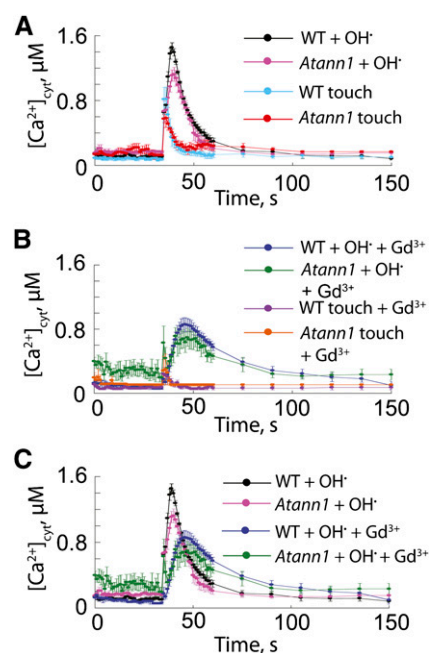 A
1.6
0.8
0
[Ca²⁺]cyt, μM
WT + OH•
Atann1 + OH•
WT touch
Atann1 touch
0 50 100 150
Time, s
B
1.6
0.8
0
[Ca²⁺]cyt, μM
WT + OH• + Gd³⁺
Atann1 + OH•
+ Gd³⁺
WT touch + Gd³⁺
Atann1 touch
+ Gd³⁺
0 50 100 150
Time, s
C
1.6
0.8
0
[Ca²⁺]cyt, μM
WT + OH•
Atann1 + OH•
WT + OH• + Gd³⁺
Atann1 + OH• + Gd³⁺
0 50 100 150
Time, s